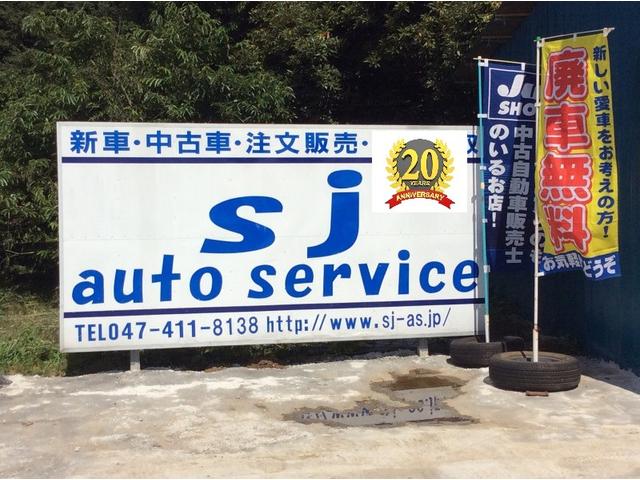 新車・中古車・注文販売・
20
YEARS
ANNIVERSARY
sj
auto service
TEL047-411-8138 http://www.sj-as.jp/
SHO
中古自動車販売士
のいるお店!
新しい愛車をお考えの方!
廃車無料
お気軽
どうぞ